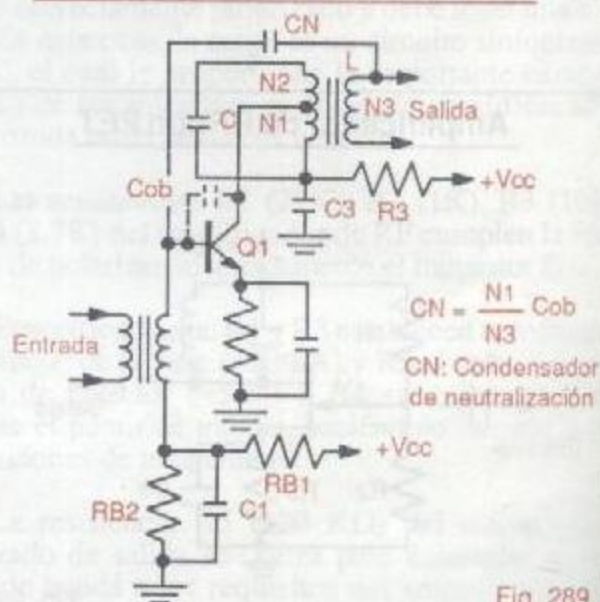 CN
L
N2
C
N1
N3
Salida
+Vcc
Cob
C3
R3
Q1
CN = N1 / N3 Cob
CN: Condensador
de neutralización
Entrada
+Vcc
RB1
RB2
C1
Fig. 289